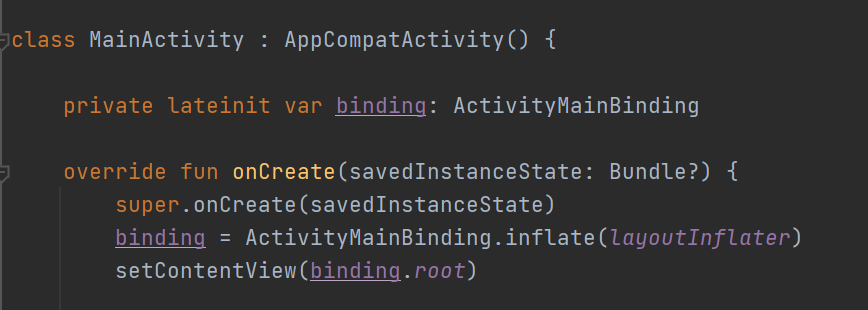 class MainActivity : AppCompatActivity() {
private lateinit var binding: ActivityMainBinding
override fun onCreate(savedInstanceState: Bundle?) {
super.onCreate(savedInstanceState)
binding = ActivityMainBinding.inflate(layoutInflater)
setContentView(binding.root)